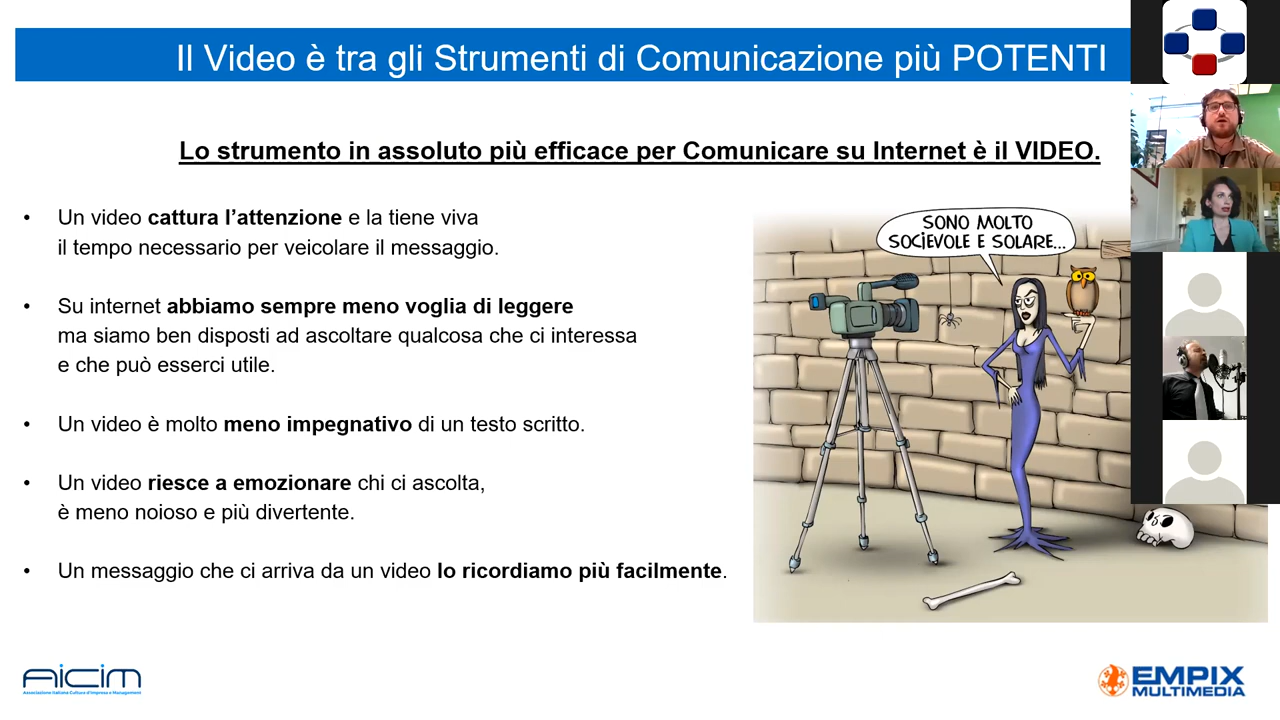 Il Video è tra gli Strumenti di Comunicazione più POTENTI
Lo strumento in assoluto più efficace per Comunicare su Internet è il VIDEO.
• Un video cattura l’attenzione e la tiene viva
il tempo necessario per veicolare il messaggio.
• Su internet abbiamo sempre meno voglia di leggere
ma siamo ben disposti ad ascoltare qualcosa che ci interessa
e che può esserci utile.
• Un video è molto meno impegnativo di un testo scritto.
• Un video riesce a emozionare chi ci ascolta,
è meno noioso e più divertente.
• Un messaggio che ci arriva da un video lo ricordiamo più facilmente.
SONO MOLTO
SOCiEVOLE E SOLARE...
AICIM
Associazione Italiana Cultura d'Impresa e Management
EMPIX
MULTIMEDIA